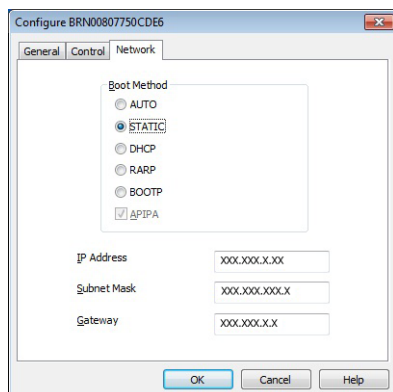 Configure BRN00807750CDE6
General Control Network
Boot Method
AUTO
STATIC
DHCP
RARP
BOOTP
APIPA
IP Address XXX.XXX.X.XX
Subnet Mask XXX.XXX.XXX.X
Gateway XXX.XXX.X.X
OK Cancel Help